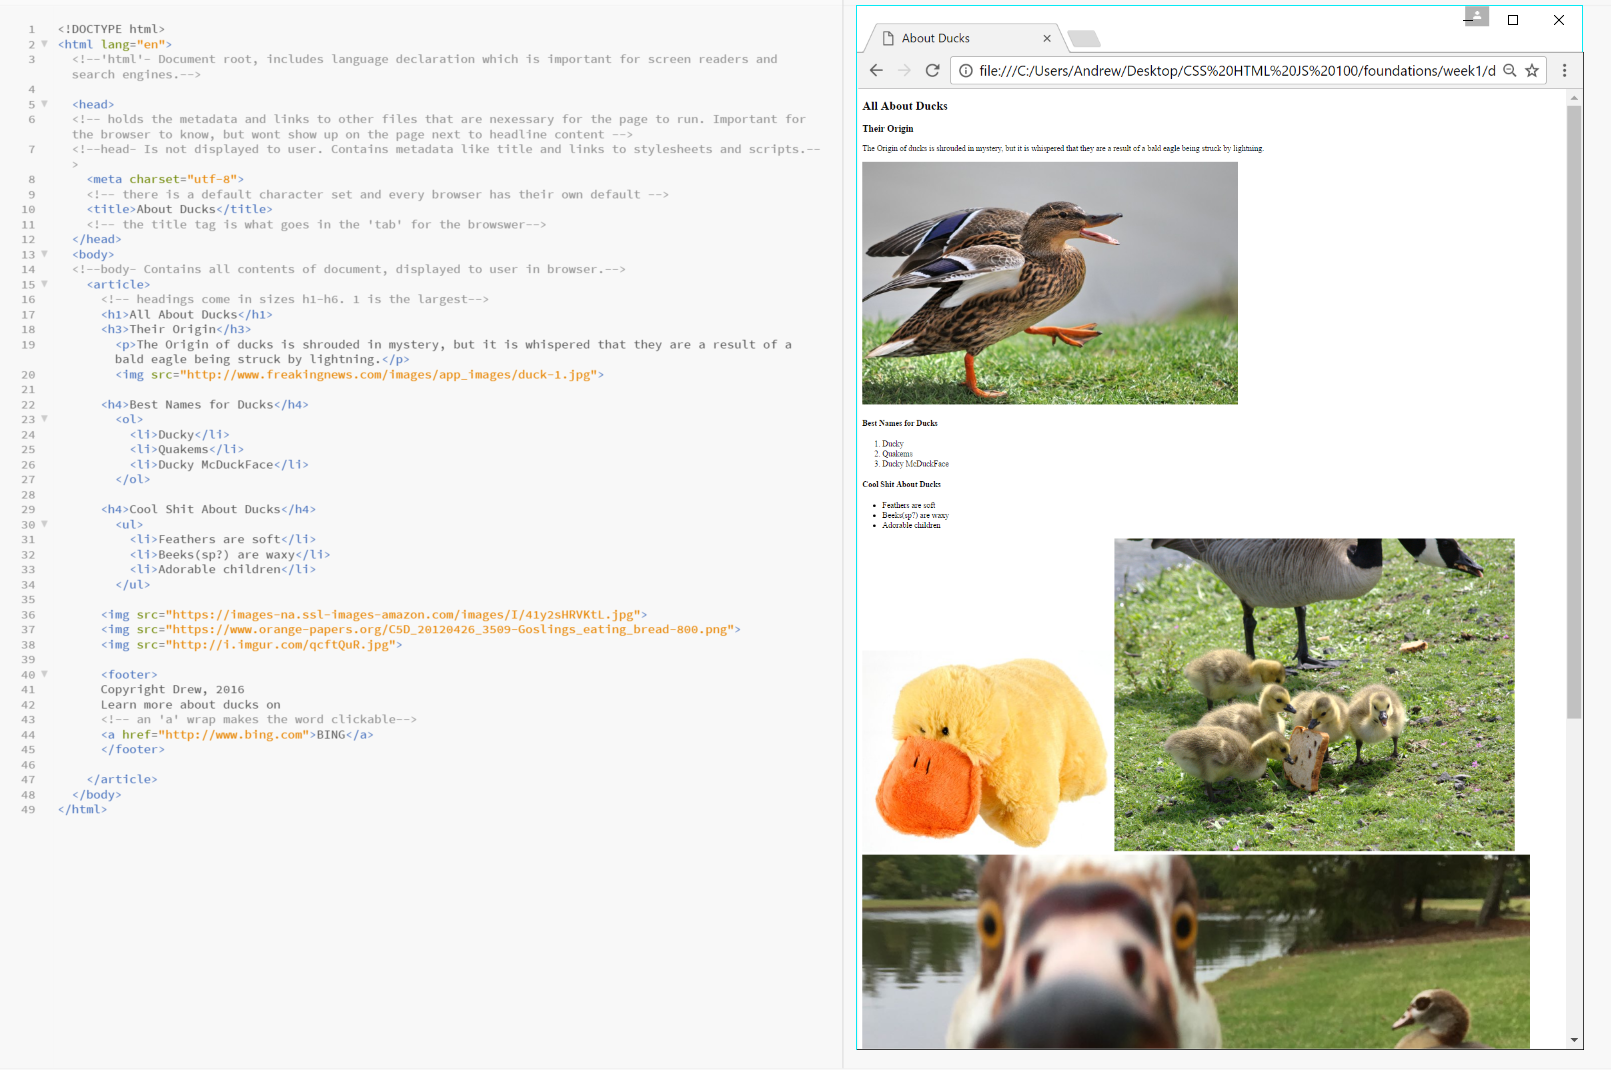 1 <!DOCTYPE html>
2 <html lang="en">
3 <!--'html'- Document root, includes language declaration which is important for screen readers and
search engines.-->
4
5 <head>
6 <!-- holds the metadata and links to other files that are nexessary for the page to run. Important for
the browser to know, but wont show up on the page next to headline content -->
7 <!--head- Is not displayed to user. Contains metadata like title and links to stylesheets and scripts.--
>
8 <meta charset="utf-8">
9 <!-- there is a default character set and every browser has their own default -->
10 <title>About Ducks</title>
11 <!-- the title tag is what goes in the 'tab' for the browswer-->
12 </head>
13 <body>
14 <!--body- Contains all contents of document, displayed to user in browser.-->
15 <article>
16 <!-- headings come in sizes h1-h6. 1 is the largest-->
17 <h1>All About Ducks</h1>
18 <h3>Their Origin</h3>
19 <p>The Origin of ducks is shrouded in mystery, but it is whispered that they are a result of a
bald eagle being struck by lightning.</p>
20 <img src="http://www.freakingnews.com/images/app_images/duck-1.jpg">
21
22 <h4>Best Names for Ducks</h4>
23 <ol>
24 <li>Ducky</li>
25 <li>Quakems</li>
26 <li>Ducky McDuckFace</li>
27 </ol>
28
29 <h4>Cool Shit About Ducks</h4>
30 <ul>
31 <li>Feathers are soft</li>
32 <li>Beeks(sp?) are waxy</li>
33 <li>Adorable children</li>
34 </ul>
35
36 <img src="https://images-na.ssl-images-amazon.com/images/I/41y2sHRVKtL.jpg">
37 <img src="https://www.orange-papers.org/C5D_20120426_3509-Goslings_eating_bread-800.png">
38 <img src="http://i.imgur.com/qcftQuR.jpg">
39
40 <footer>
41 Copyright Drew, 2016
42 Learn more about ducks on
43 <!-- an 'a' wrap makes the word clickable-->
44 <a href="http://www.bing.com">BING</a>
45 </footer>
46
47 </article>
48 </body>
49 </html>
About Ducks
file:///C:/Users/Andrew/Desktop/CSS%20HTML%20JS%20100/foundations/week1/d
All About Ducks
Their Origin
The Origin of ducks is shrouded in mystery, but it is whispered that they are a result of a bald eagle being struck by lightning.
Best Names for Ducks
1. Ducky
2. Quakems
3. Ducky McDuckFace
Cool Shit About Ducks
• Feathers are soft
• Beeks(sp?) are waxy
• Adorable children